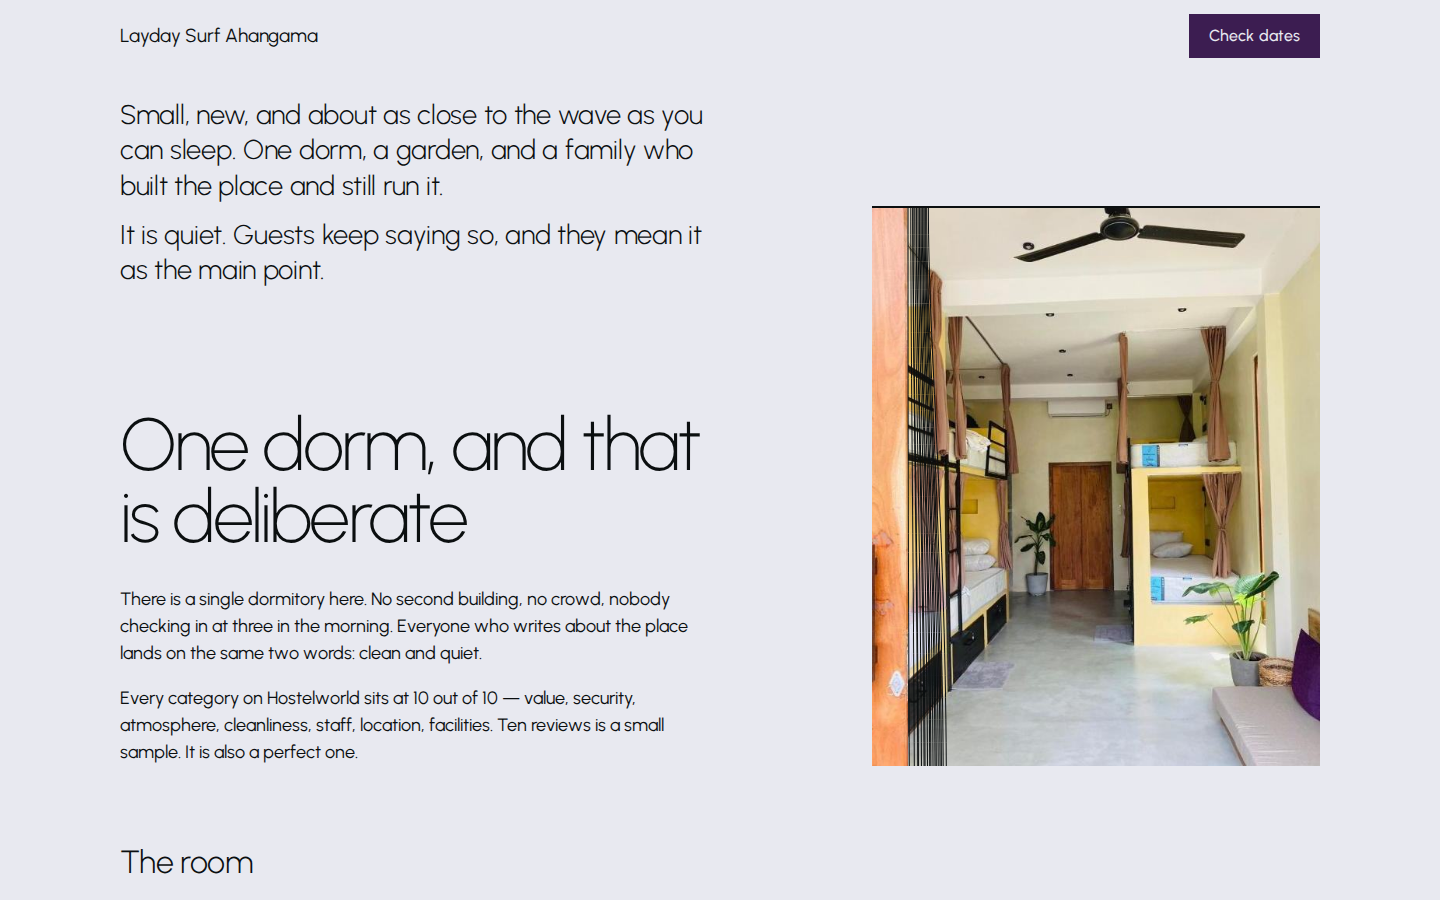 Layday Surf Ahangama
Check dates
Small, new, and about as close to the wave as you
can sleep. One dorm, a garden, and a family who
built the place and still run it.
It is quiet. Guests keep saying so, and they mean it
as the main point.
One dorm, and that
is deliberate
There is a single dormitory here. No second building, no crowd, nobody
checking in at three in the morning. Everyone who writes about the place
lands on the same two words: clean and quiet.
Every category on Hostelworld sits at 10 out of 10 — value, security,
atmosphere, cleanliness, staff, location, facilities. Ten reviews is a small
sample. It is also a perfect one.
The room